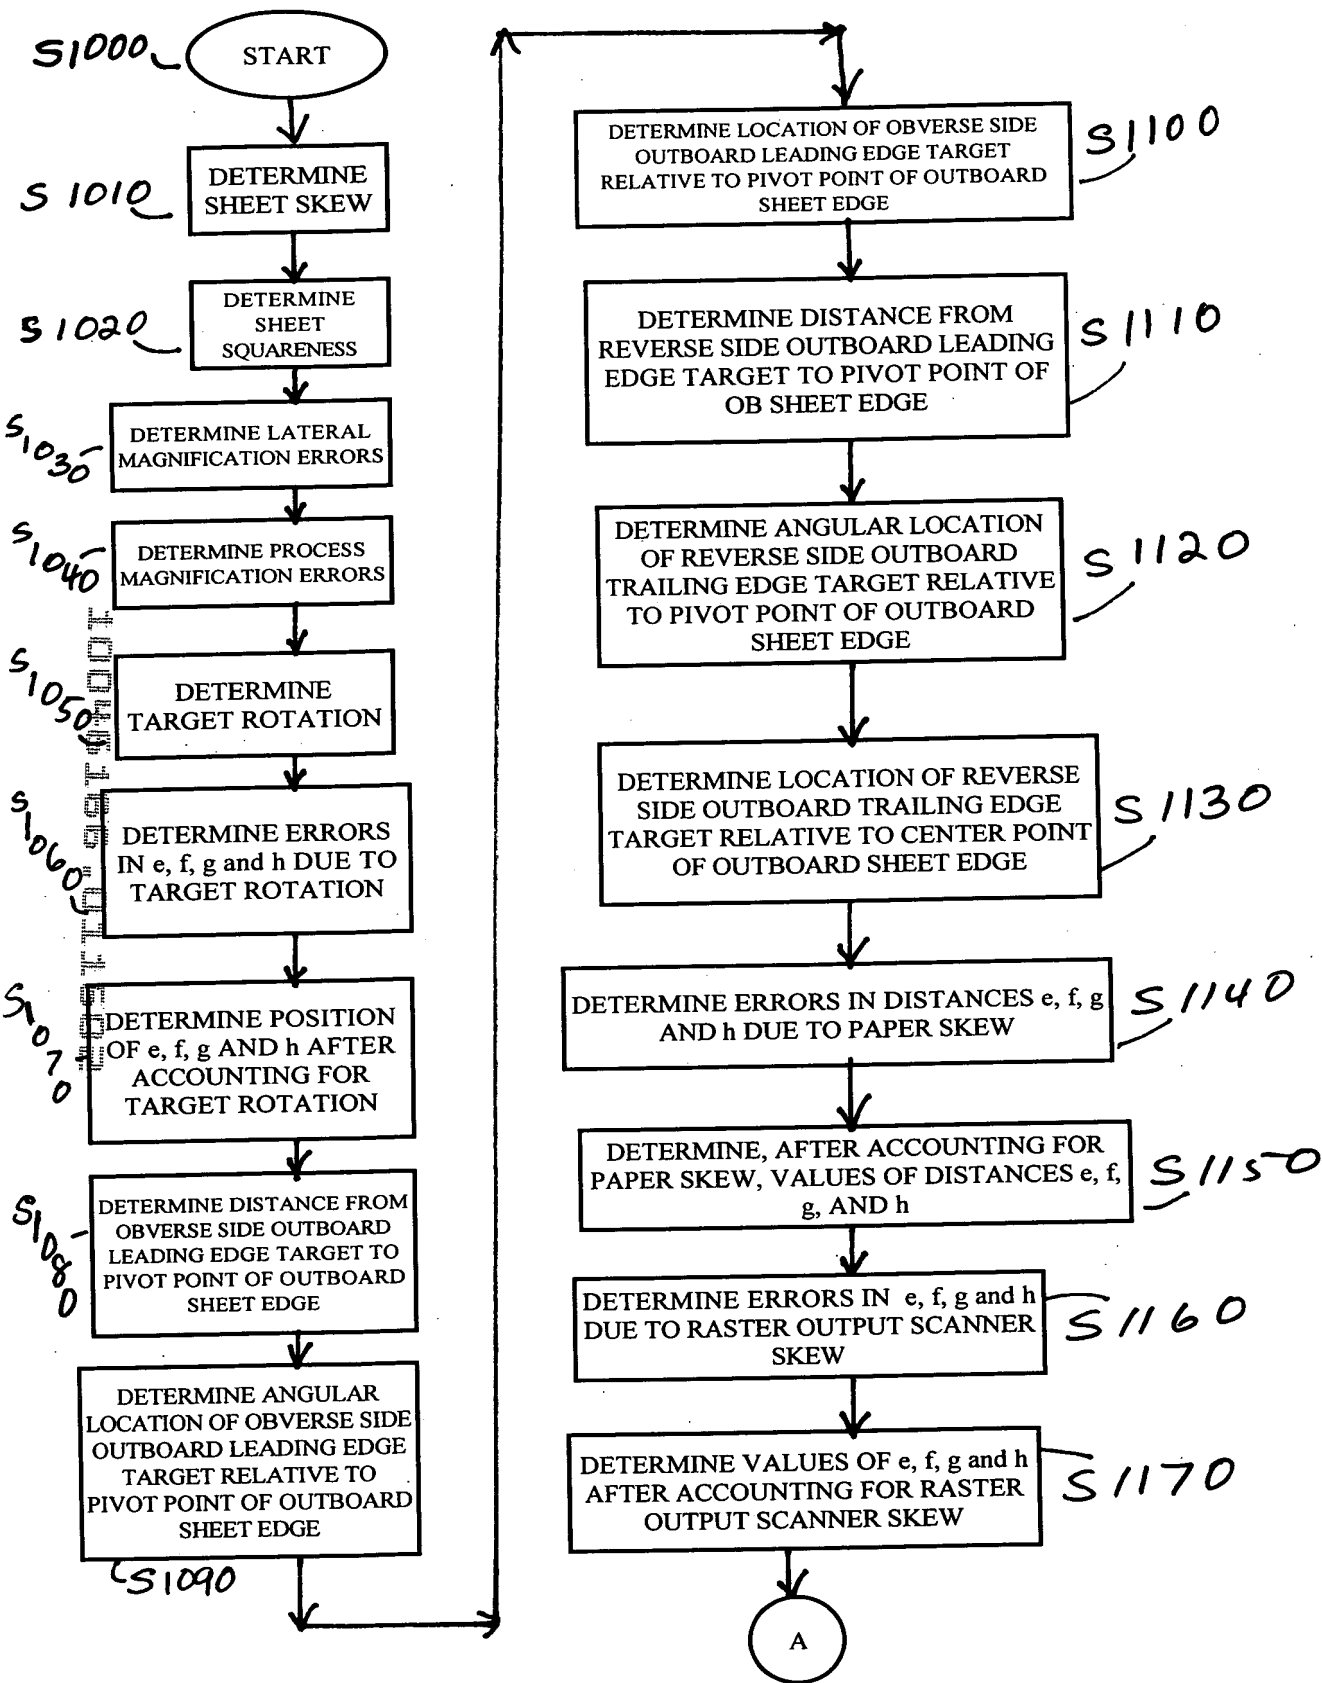 S1000
START
S 1010
DETERMINE
SHEET SKEW
S 1020
DETERMINE
SHEET
SQUARENESS
S1030
DETERMINE LATERAL
MAGNIFICATION ERRORS
S1040
DETERMINE PROCESS
MAGNIFICATION ERRORS
S1050
DETERMINE
TARGET ROTATION
S1060
DETERMINE ERRORS
IN e, f, g and h DUE TO
TARGET ROTATION
S1070
DETERMINE POSITION
OF e, f, g AND h AFTER
ACCOUNTING FOR
TARGET ROTATION
S1080
DETERMINE DISTANCE FROM
OBVERSE SIDE OUTBOARD
LEADING EDGE TARGET TO
PIVOT POINT OF OUTBOARD
SHEET EDGE
DETERMINE ANGULAR
LOCATION OF OBVERSE SIDE
OUTBOARD LEADING EDGE
TARGET RELATIVE TO
PIVOT POINT OF OUTBOARD
SHEET EDGE
S1090
DETERMINE LOCATION OF OBVERSE SIDE
OUTBOARD LEADING EDGE TARGET
RELATIVE TO PIVOT POINT OF OUTBOARD
SHEET EDGE
S1100
DETERMINE DISTANCE FROM
REVERSE SIDE OUTBOARD LEADING
EDGE TARGET TO PIVOT POINT OF
OB SHEET EDGE
S1110
DETERMINE ANGULAR LOCATION
OF REVERSE SIDE OUTBOARD
TRAILING EDGE TARGET RELATIVE
TO PIVOT POINT OF OUTBOARD
SHEET EDGE
S 1120
DETERMINE LOCATION OF REVERSE
SIDE OUTBOARD TRAILING EDGE
TARGET RELATIVE TO CENTER POINT
OF OUTBOARD SHEET EDGE
S 1130
DETERMINE ERRORS IN DISTANCES e, f, g
AND h DUE TO PAPER SKEW
S 1140
DETERMINE, AFTER ACCOUNTING FOR
PAPER SKEW, VALUES OF DISTANCES e, f,
g, AND h
S1150
DETERMINE ERRORS IN e, f, g and h
DUE TO RASTER OUTPUT SCANNER
SKEW
S1160
DETERMINE VALUES OF e, f, g and h
AFTER ACCOUNTING FOR RASTER
OUTPUT SCANNER SKEW
S1170
A